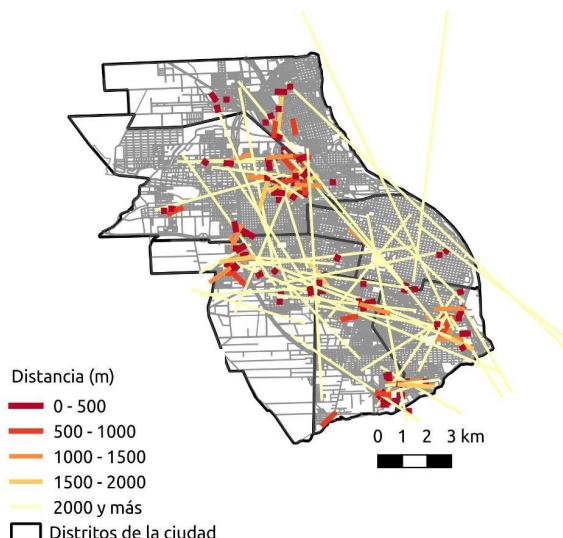 Distancia (m)
0 - 500
500 - 1000
1000 - 1500
1500 - 2000
2000 y más
Distritos de la ciudad
0 1 2 3 km